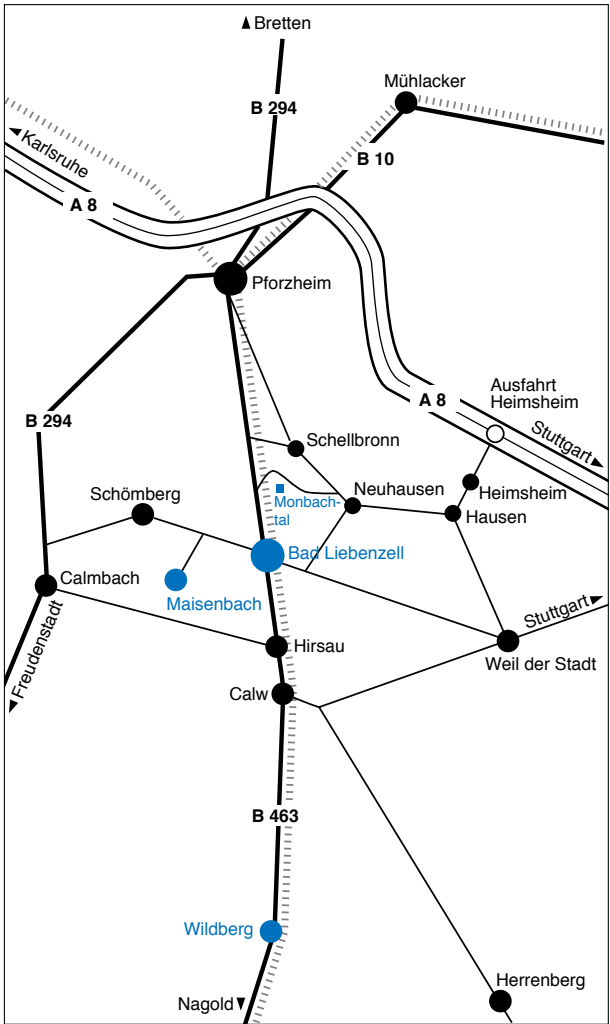 Bretten
Mühlacker
B 294
B 10
Karlsruhe
A 8
Pforzheim
Ausfahrt
Heimsheim
A 8
B 294
Stuttgart
Schellbronn
Schömberg
Monbach-
tal
Neuhausen
Heimsheim
Hausen
Bad Liebenzell
Calmbach
Maisenbach
Stuttgart
Freudenstadt
Hirsau
Weil der Stadt
Calw
B 463
Wildberg
Herrenberg
Nagold